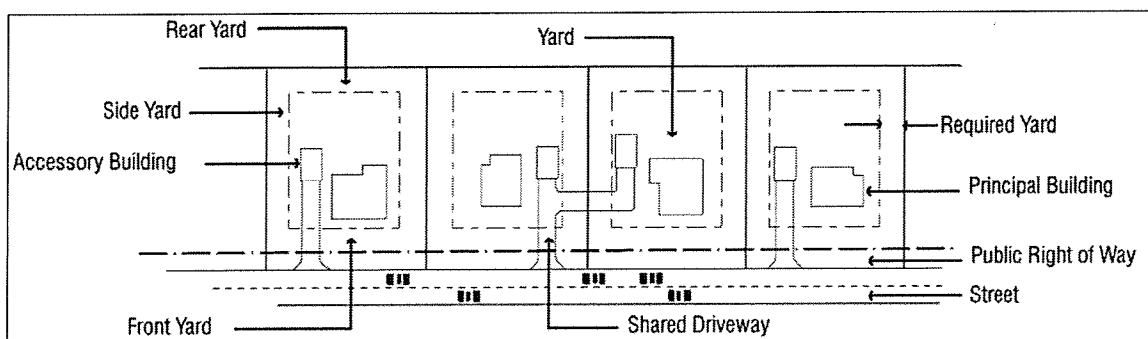 Rear Yard
Yard
Side Yard
Required Yard
Accessory Building
Principal Building
Public Right of Way
Street
Front Yard
Shared Driveway